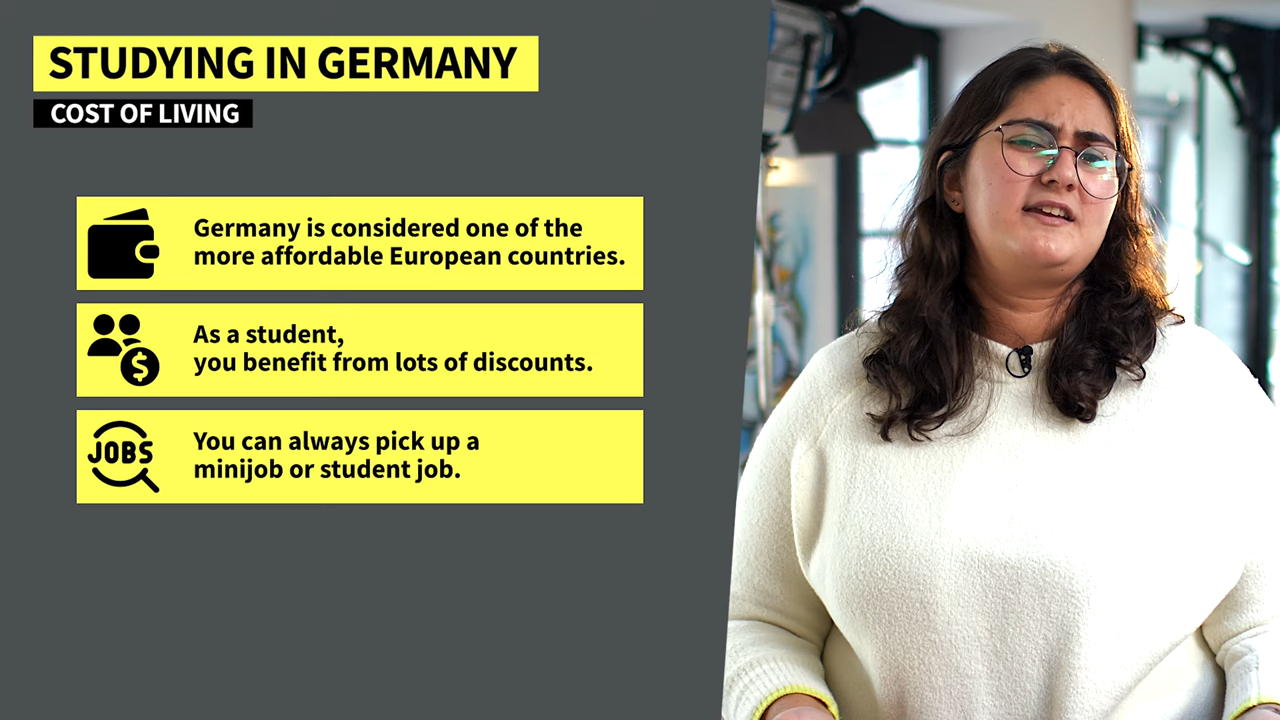 STUDYING IN GERMANY
COST OF LIVING
Germany is considered one of the
more affordable European countries.
As a student,
you benefit from lots of discounts.
JOBS
You can always pick up a
minijob or student job.